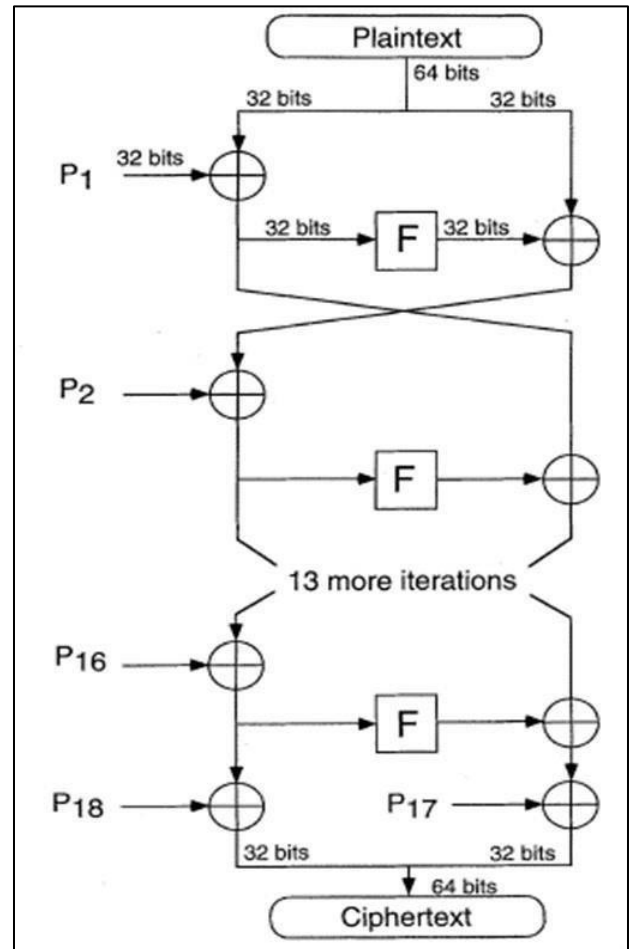 Plaintext
64 bits
32 bits 32 bits
P1 32 bits
32 bits F 32 bits
P2
F
13 more iterations
P16
F
P18 P17
32 bits 32 bits
64 bits
Ciphertext